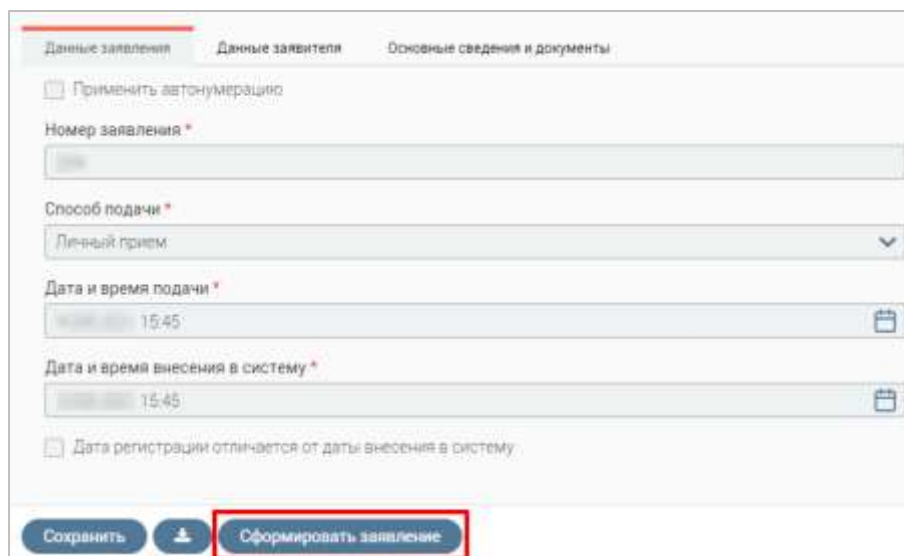 Данные заявления Данные заявителя Основные сведения и документы
Применить автонумерацию
Номер заявления *
Способ подачи *
Личный прием
Дата и время подачи *
15:45
Дата и время внесения в систему *
15:45
Дата регистрации отличается от даты внесения в систему
Сохранить Сформировать заявление